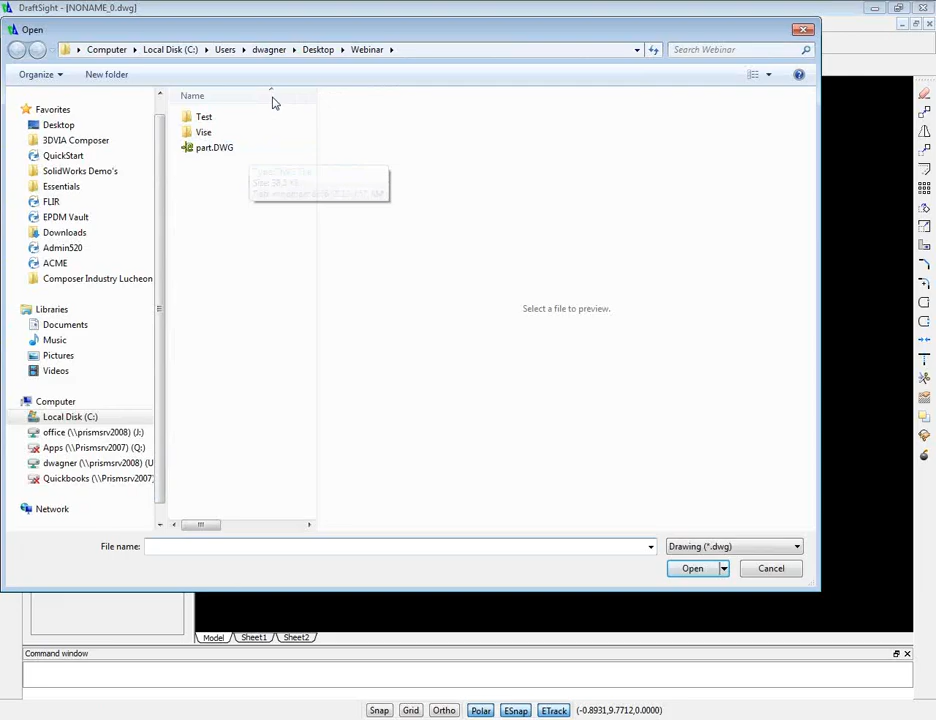 DraftSight - [NONAME_0.dwg]
Open
Computer Local Disk (C:) Users dwagner Desktop Webinar
Search Webinar
Organize New folder
Name
Favorites
Desktop
3DVIA Composer
QuickStart
SolidWorks Demo's
Essentials
FLIR
EPDM Vault
Downloads
Admin520
ACME
Composer Industry Lucheon
Libraries
Documents
Music
Pictures
Videos
Computer
Local Disk (C:)
office (\\prismsrv2008) (J:)
Apps (\\Prismsrv2007) (Q:)
dwagner (\\prismsrv2008) (U
Quickbooks (\\Prismsrv2007)
Network
Test
Vise
part.DWG
Select a file to preview.
File name:
Drawing (*.dwg)
Open Cancel
Model Sheet1 Sheet2
Command window
Snap Grid Ortho Polar ESnap ETrack (-0.8931,9.7712,0.0000)